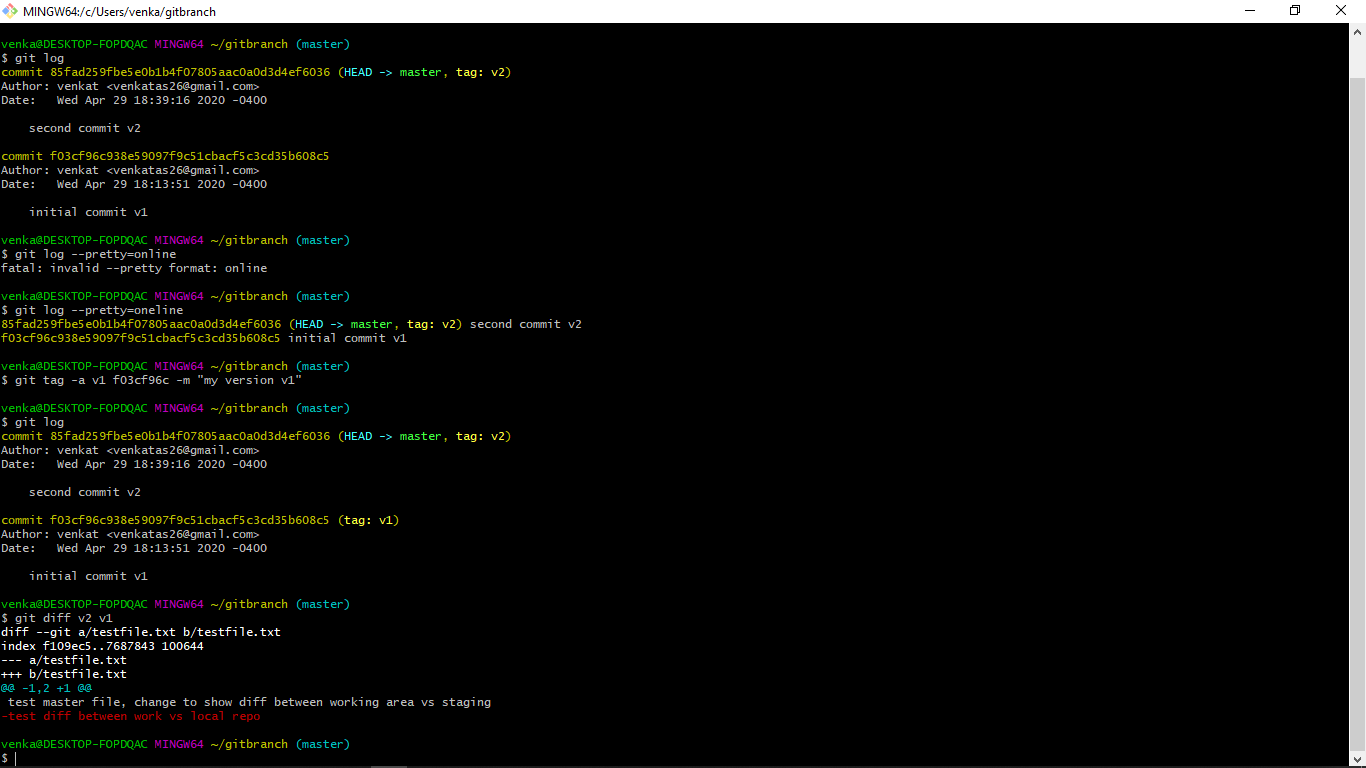 MINGW64:/c/Users/venka/gitbranch
venka@DESKTOP-FOPDQAC MINGW64 ~/gitbranch (master)
$ git log
commit 85fad259fbe5e0b1b4f07805aac0a0d3d4ef6036 (HEAD -> master, tag: v2)
Author: venkat <venkatas26@gmail.com>
Date:   Wed Apr 29 18:39:16 2020 -0400
    second commit v2
commit f03cf96c938e59097f9c51cbacf5c3cd35b608c5
Author: venkat <venkatas26@gmail.com>
Date:   Wed Apr 29 18:13:51 2020 -0400
    initial commit v1
venka@DESKTOP-FOPDQAC MINGW64 ~/gitbranch (master)
$ git log --pretty=online
fatal: invalid --pretty format: online
venka@DESKTOP-FOPDQAC MINGW64 ~/gitbranch (master)
$ git log --pretty=oneline
85fad259fbe5e0b1b4f07805aac0a0d3d4ef6036 (HEAD -> master, tag: v2) second commit v2
f03cf96c938e59097f9c51cbacf5c3cd35b608c5 initial commit v1
venka@DESKTOP-FOPDQAC MINGW64 ~/gitbranch (master)
$ git tag -a v1 f03cf96c -m "my version v1"
venka@DESKTOP-FOPDQAC MINGW64 ~/gitbranch (master)
$ git log
commit 85fad259fbe5e0b1b4f07805aac0a0d3d4ef6036 (HEAD -> master, tag: v2)
Author: venkat <venkatas26@gmail.com>
Date:   Wed Apr 29 18:39:16 2020 -0400
    second commit v2
commit f03cf96c938e59097f9c51cbacf5c3cd35b608c5 (tag: v1)
Author: venkat <venkatas26@gmail.com>
Date:   Wed Apr 29 18:13:51 2020 -0400
    initial commit v1
venka@DESKTOP-FOPDQAC MINGW64 ~/gitbranch (master)
$ git diff v2 v1
diff --git a/testfile.txt b/testfile.txt
index f109ec5..7687843 100644
--- a/testfile.txt
+++ b/testfile.txt
@@ -1,2 +1 @@
 test master file, change to show diff between working area vs staging
-test diff between work vs local repo
venka@DESKTOP-FOPDQAC MINGW64 ~/gitbranch (master)
$